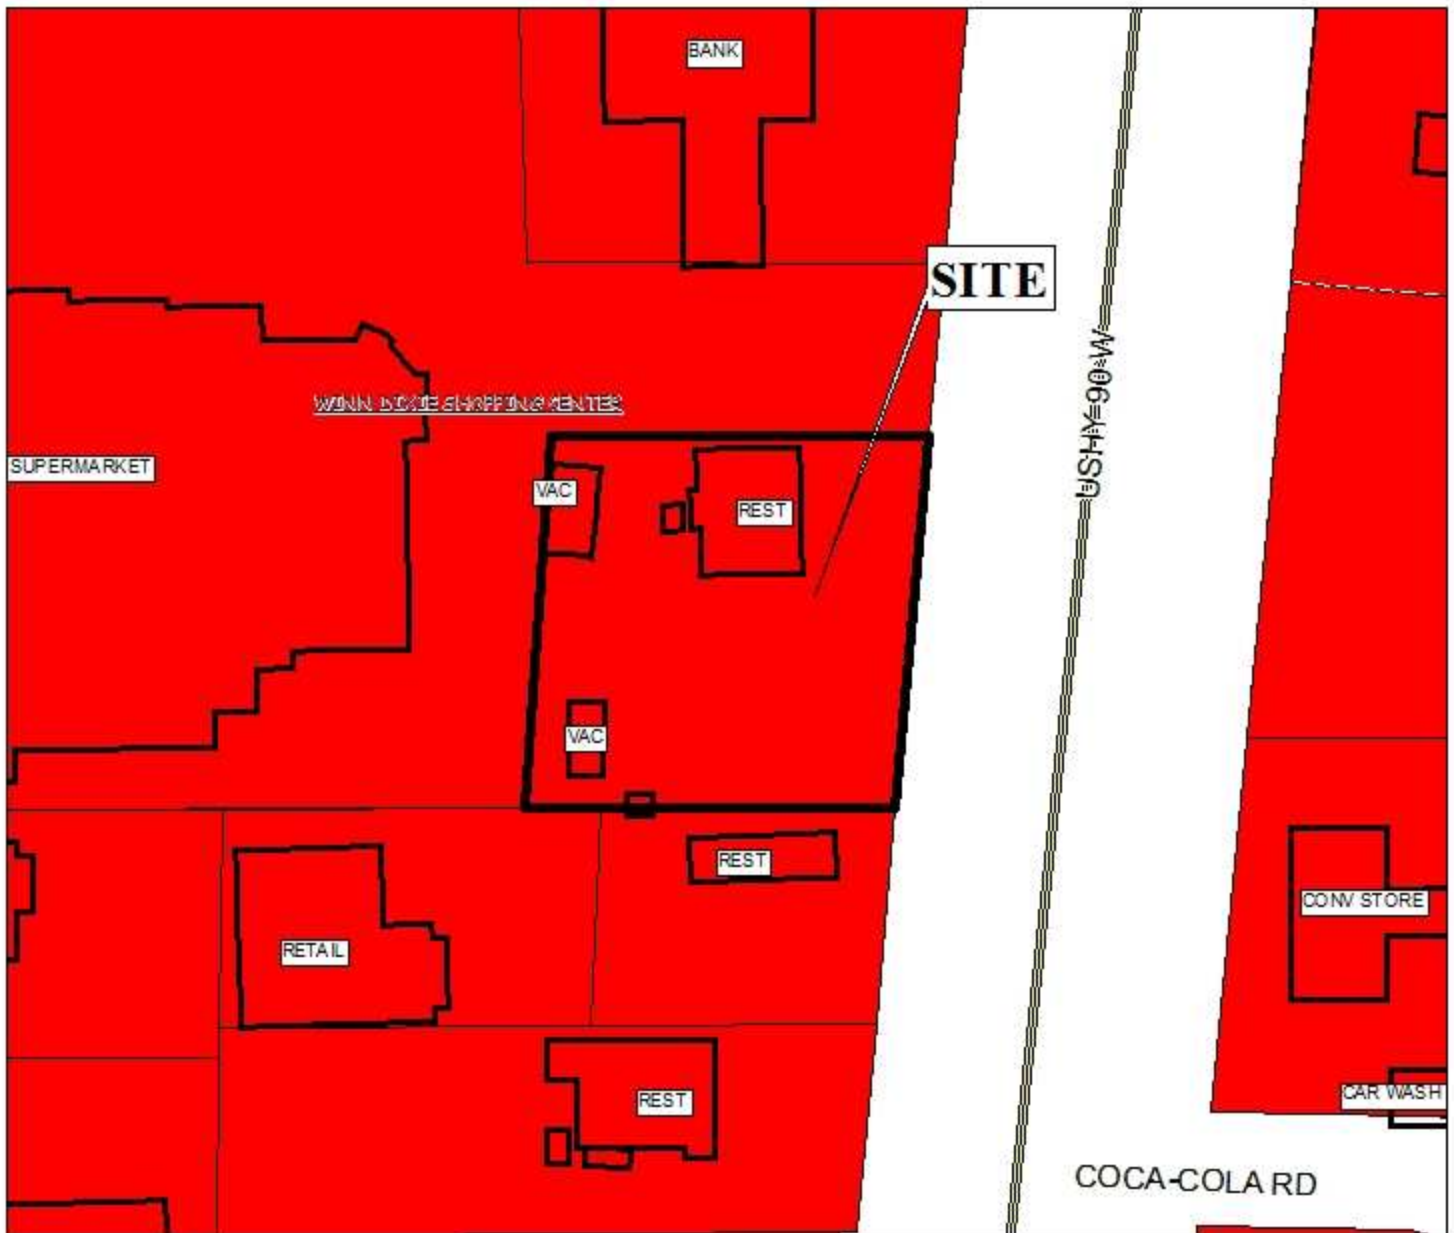 BANK
SITE
USHY 90 W
WINN DIXIE SHOPPING CENTER
SUPERMARKET
VAC
REST
VAC
REST
CONV STORE
RETAIL
REST
CAR WASH
COCA-COLA RD